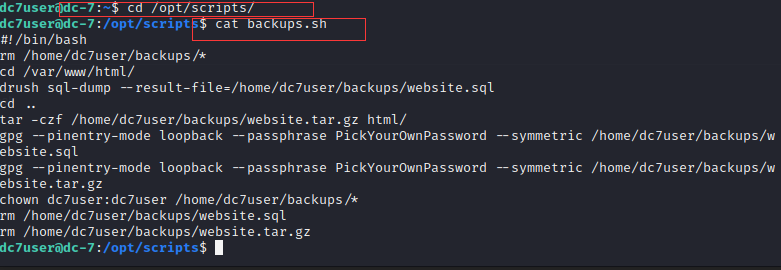 dc7user@dc-7:~$ cd /opt/scripts/
dc7user@dc-7:/opt/scripts$ cat backups.sh
#!/bin/bash
rm /home/dc7user/backups/*
cd /var/www/html/
drush sql-dump --result-file=/home/dc7user/backups/website.sql
cd ..
tar -czf /home/dc7user/backups/website.tar.gz html/
gpg --pinentry-mode loopback --passphrase PickYourOwnPassword --symmetric /home/dc7user/backups/w
ebsite.sql
gpg --pinentry-mode loopback --passphrase PickYourOwnPassword --symmetric /home/dc7user/backups/w
ebsite.tar.gz
chown dc7user:dc7user /home/dc7user/backups/*
rm /home/dc7user/backups/website.sql
rm /home/dc7user/backups/website.tar.gz
dc7user@dc-7:/opt/scripts$